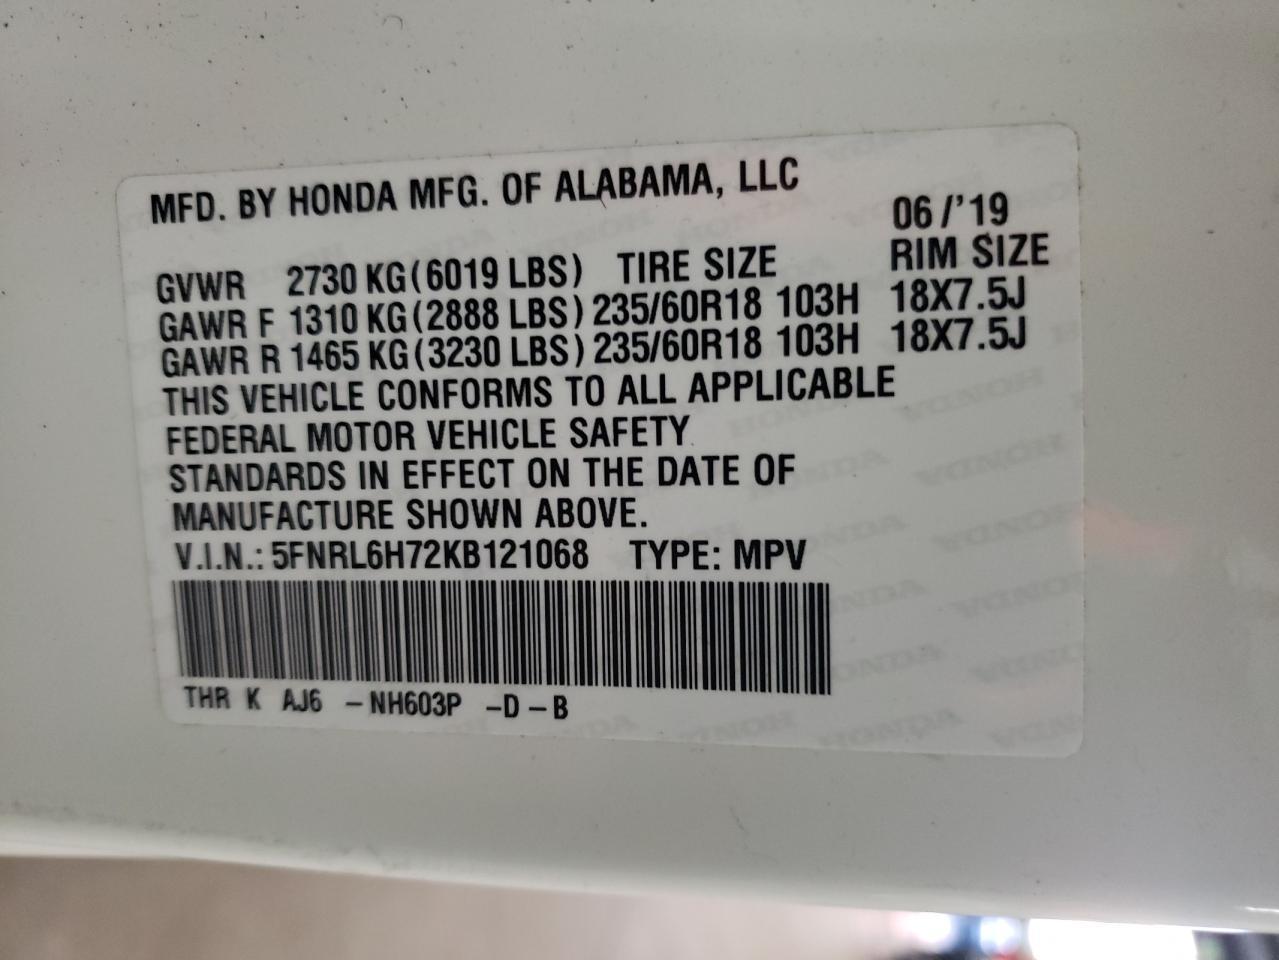 MFD. BY HONDA MFG. OF ALABAMA, LLC
06/'19
GVWR 2730 KG(6019 LBS) TIRE SIZE RIM SIZE
GAWR F 1310 KG(2888 LBS) 235/60R18 103H 18X7.5J
GAWR R 1465 KG(3230 LBS) 235/60R18 103H 18X7.5J
THIS VEHICLE CONFORMS TO ALL APPLICABLE
FEDERAL MOTOR VEHICLE SAFETY
STANDARDS IN EFFECT ON THE DATE OF
MANUFACTURE SHOWN ABOVE.
V.I.N.: 5FNRL6H72KB121068 TYPE: MPV
THR K AJ6 -NH603P -D-B